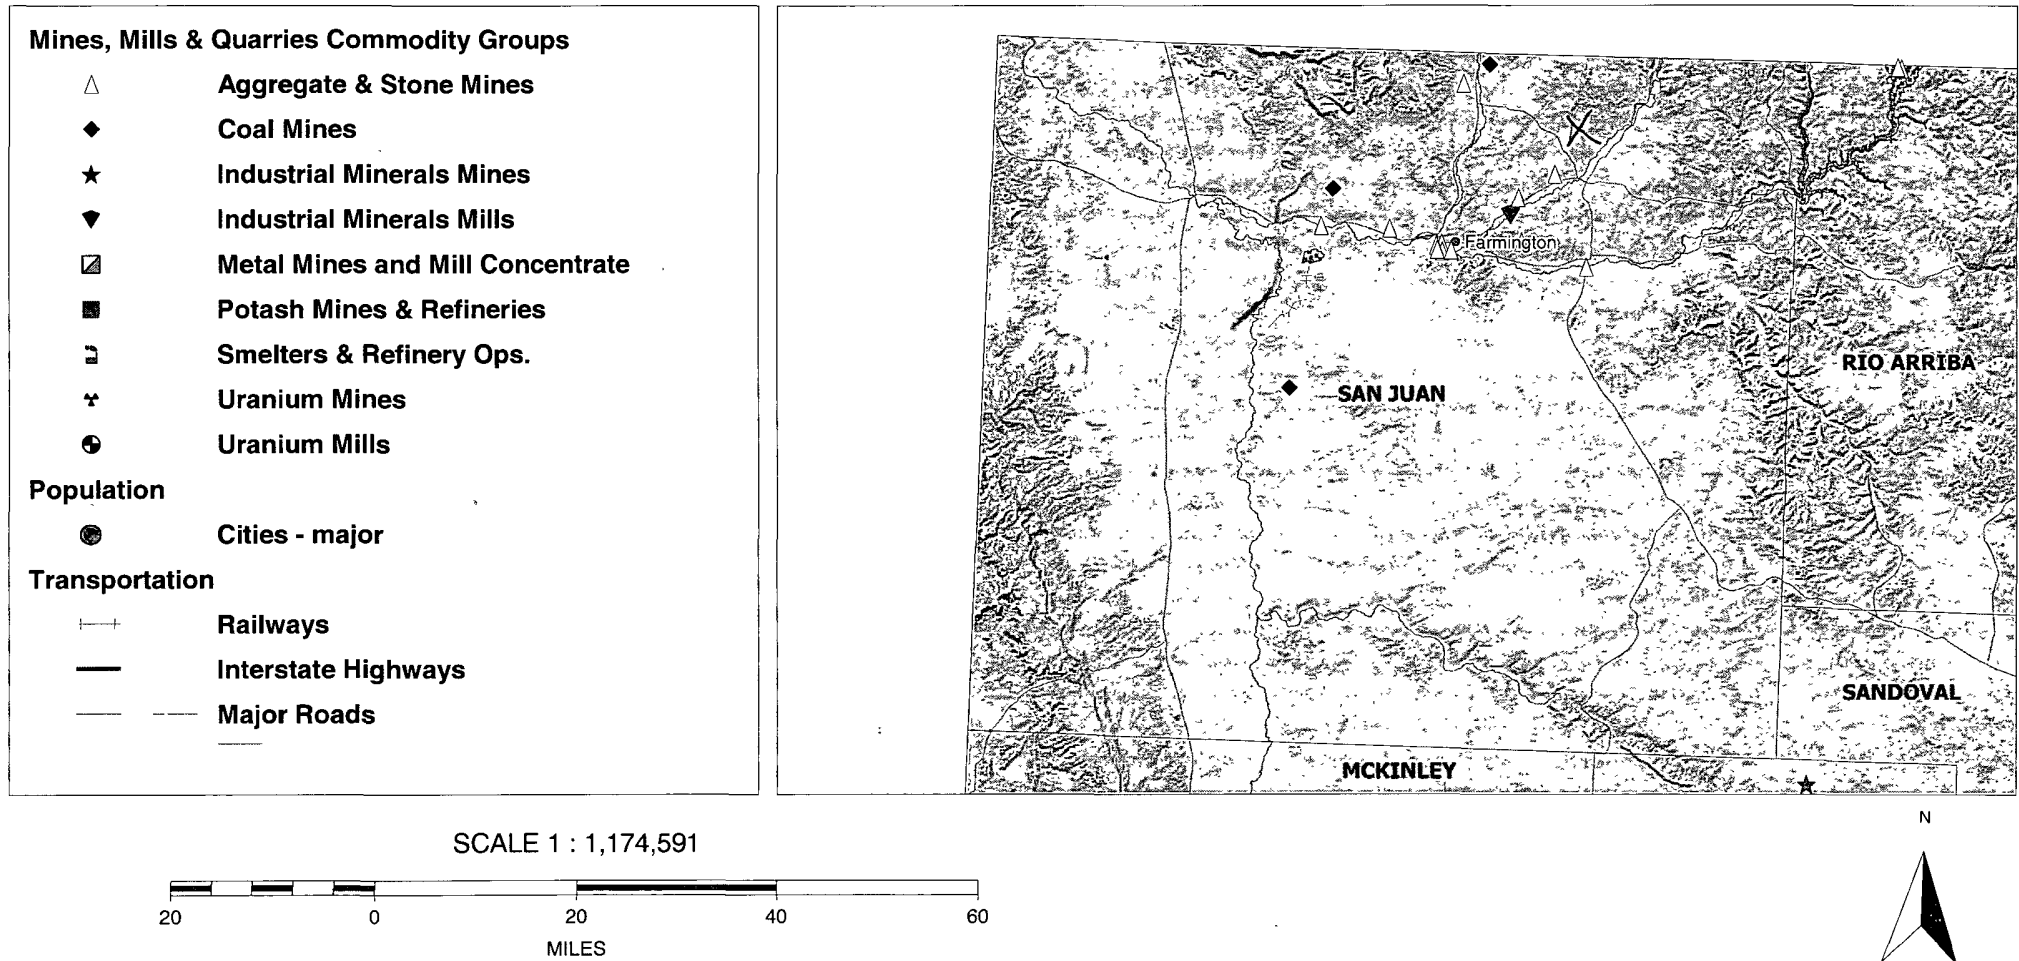 Mines, Mills & Quarries Commodity Groups
Aggregate & Stone Mines
Coal Mines
Industrial Minerals Mines
Industrial Minerals Mills
Metal Mines and Mill Concentrate
Potash Mines & Refineries
Smelters & Refinery Ops.
Uranium Mines
Uranium Mills
Population
Cities - major
Transportation
Railways
Interstate Highways
Major Roads
Farmington
RIO ARRIBA
SAN JUAN
SANDOVAL
MCKINLEY
N
SCALE 1 : 1,174,591
20 0 20 40 60
MILES